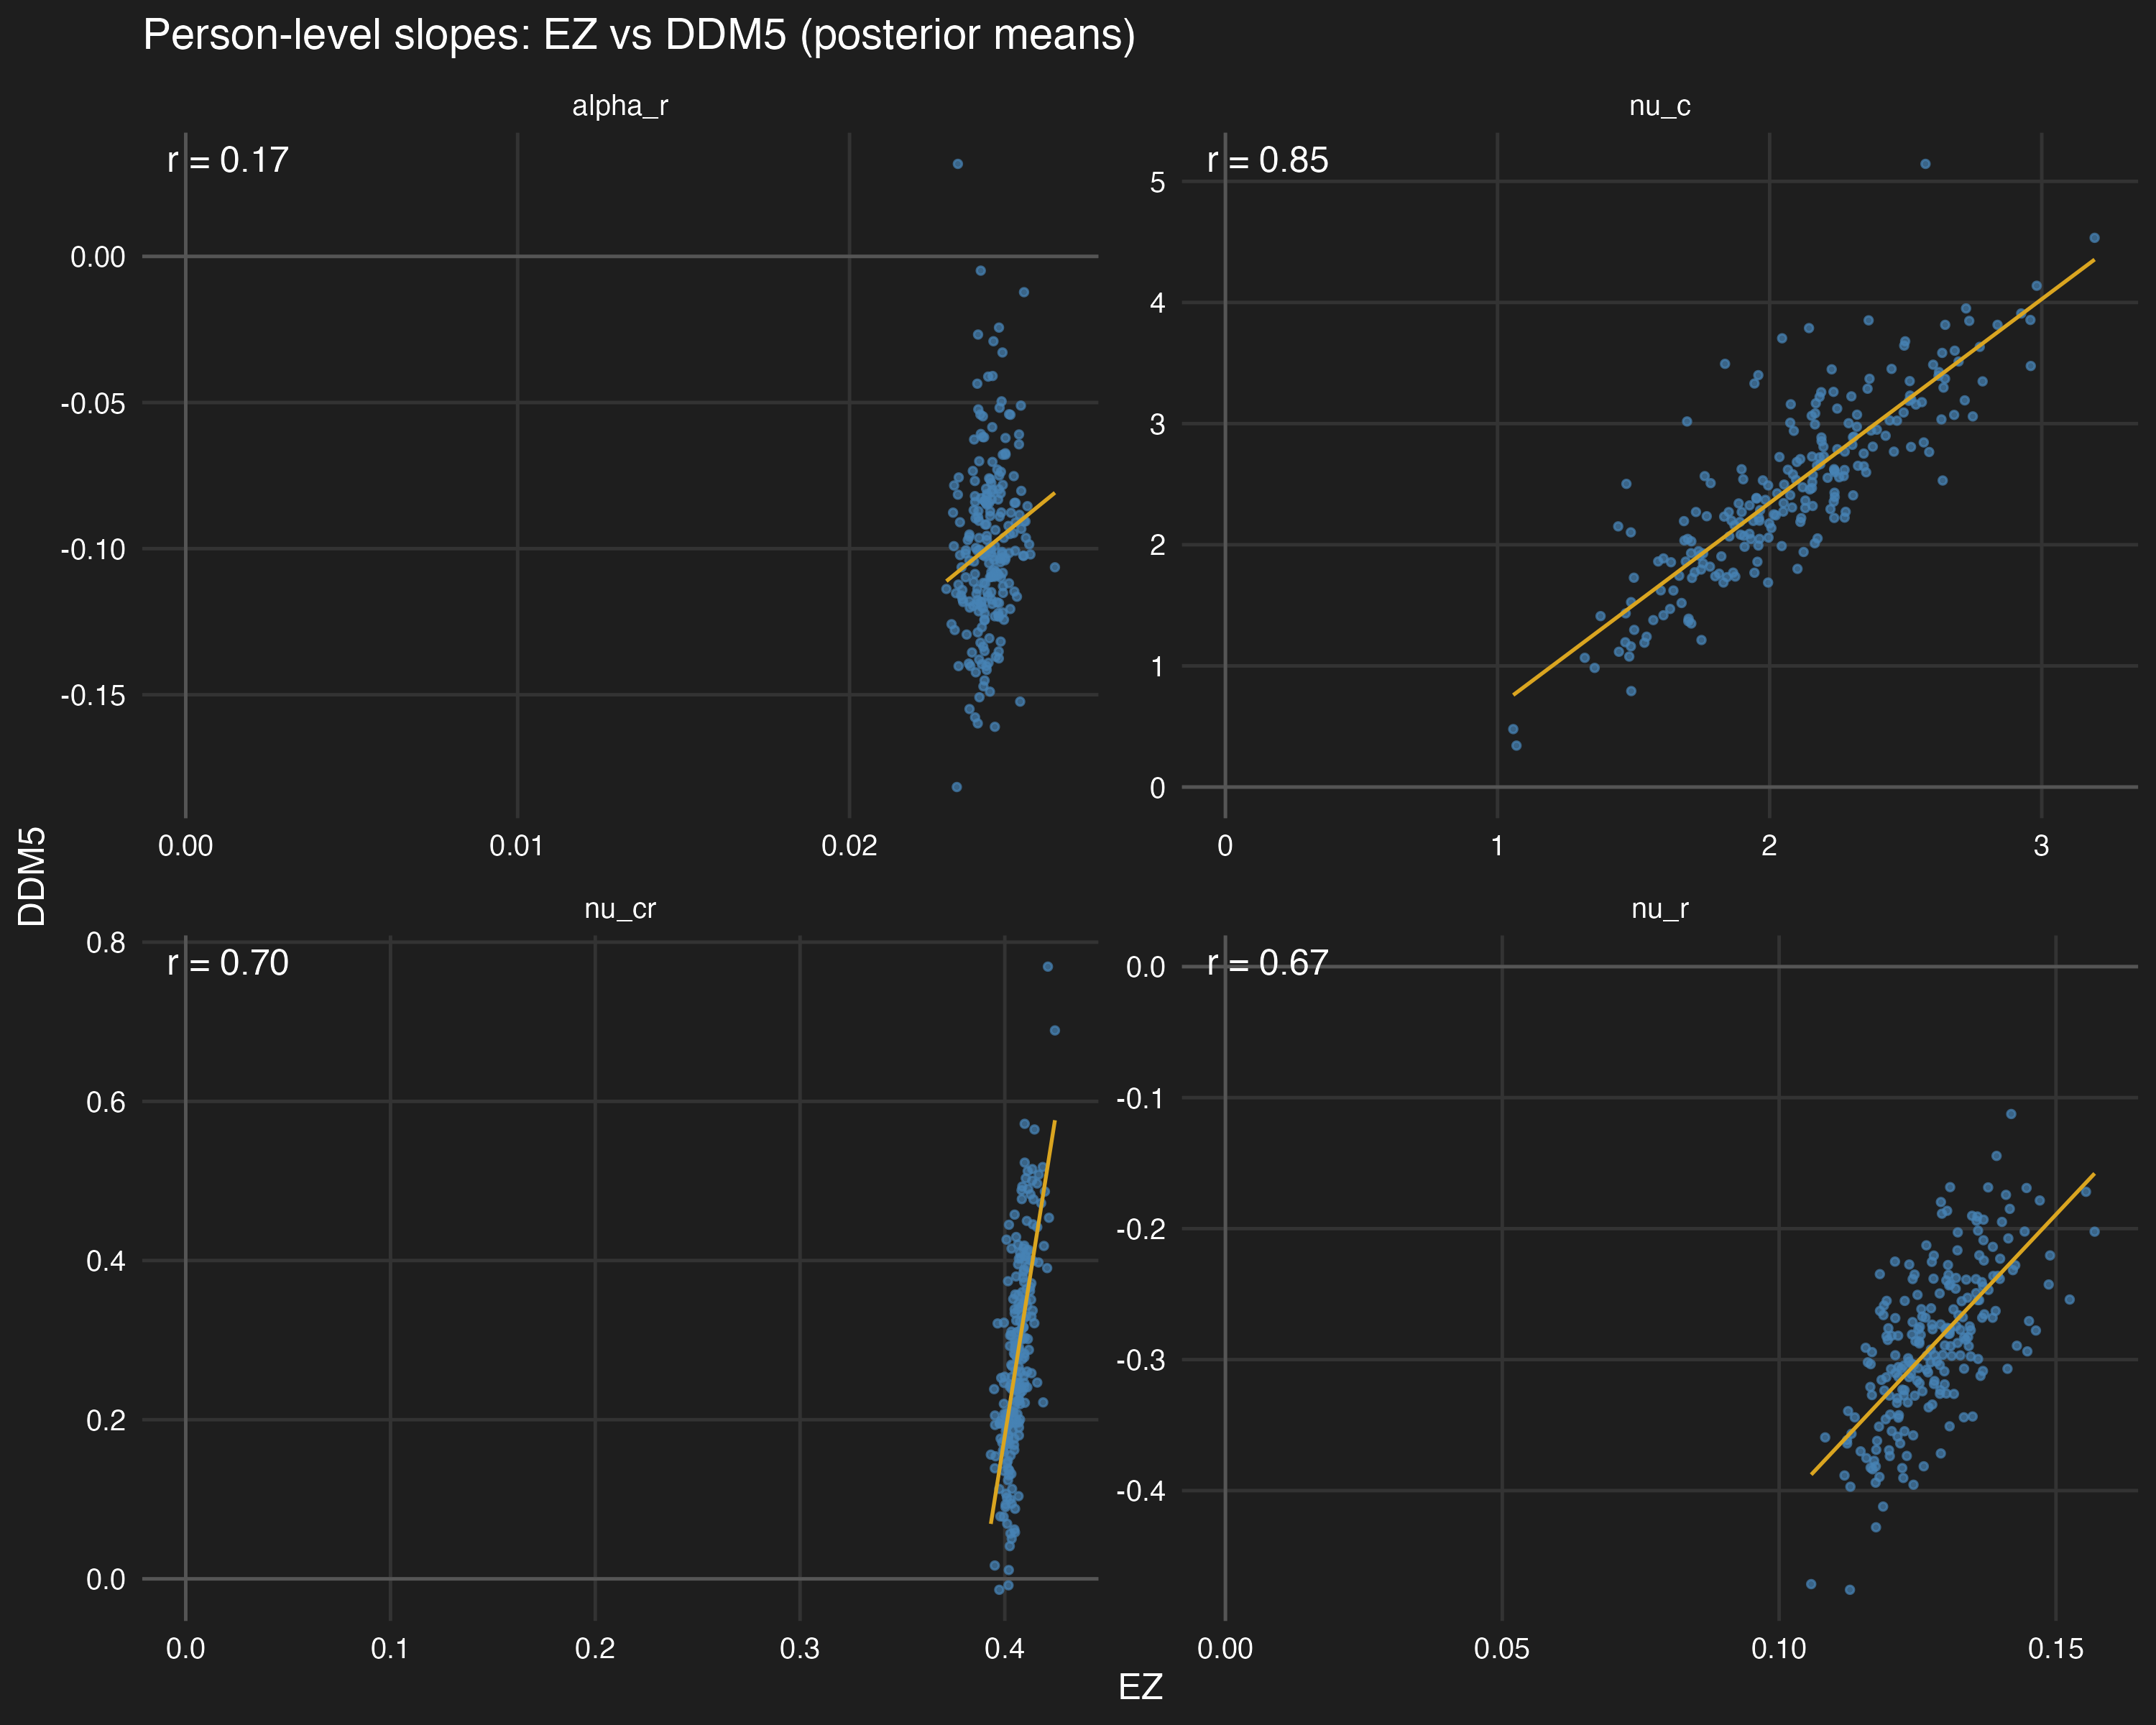 Person-level slopes: EZ vs DDM5 (posterior means)
alpha_r
r = 0.17
0.00
-0.05
-0.10
-0.15
0.00 0.01 0.02
nu_c
r = 0.85
5
4
3
2
1
0
0 1 2 3
DDM5
nu_cr
r = 0.70
0.8
0.6
0.4
0.2
0.0
0.0 0.1 0.2 0.3 0.4
nu_r
r = 0.67
0.0
-0.1
-0.2
-0.3
-0.4
0.00 0.05 0.10 0.15
EZ